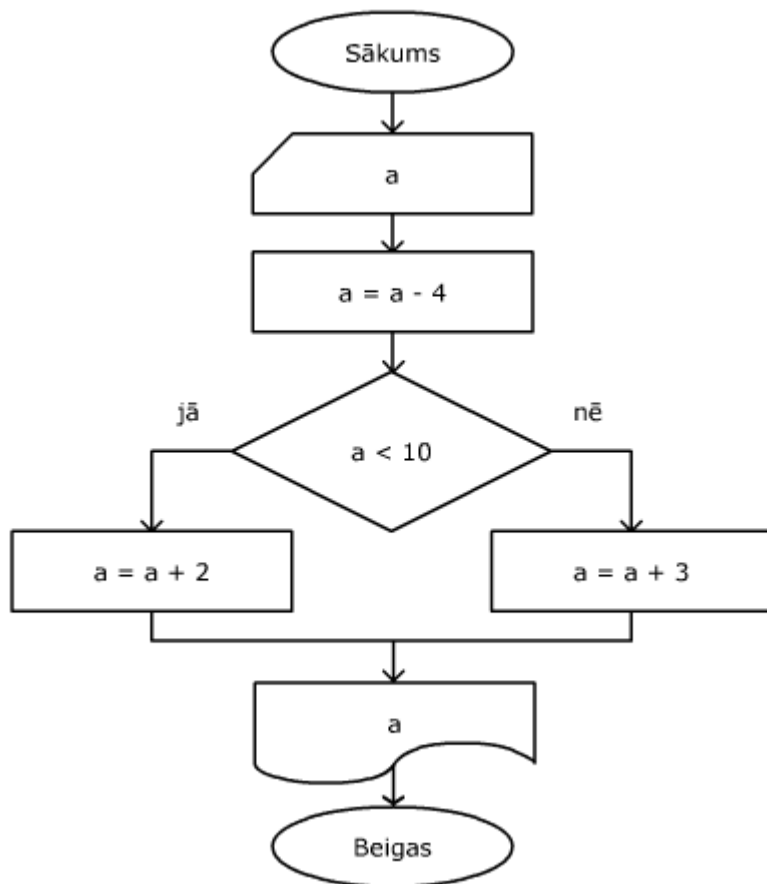 Sākums
a
a = a - 4
jā
nē
a < 10
a = a + 2
a = a + 3
a
Beigas